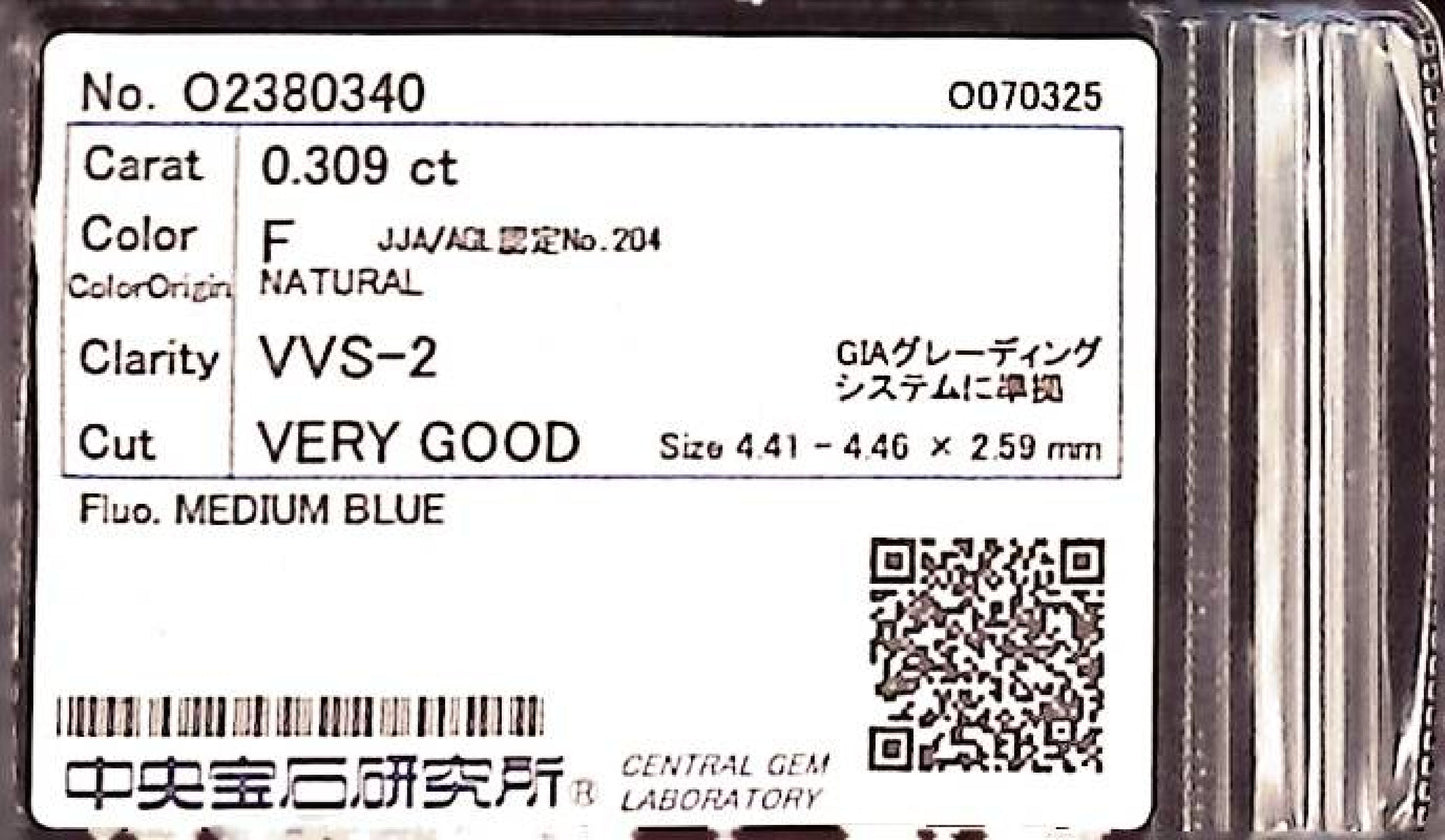 No. O2380340 O070325
Carat 0.309 ct
Color F JJA/AGL認定No.204
ColorOrigin NATURAL
Clarity VVS-2 GIAグレーディング
システムに準拠
Cut VERY GOOD Size 4.41 - 4.46 × 2.59 mm
Fluo. MEDIUM BLUE
中央宝石研究所® CENTRAL GEM
LABORATORY